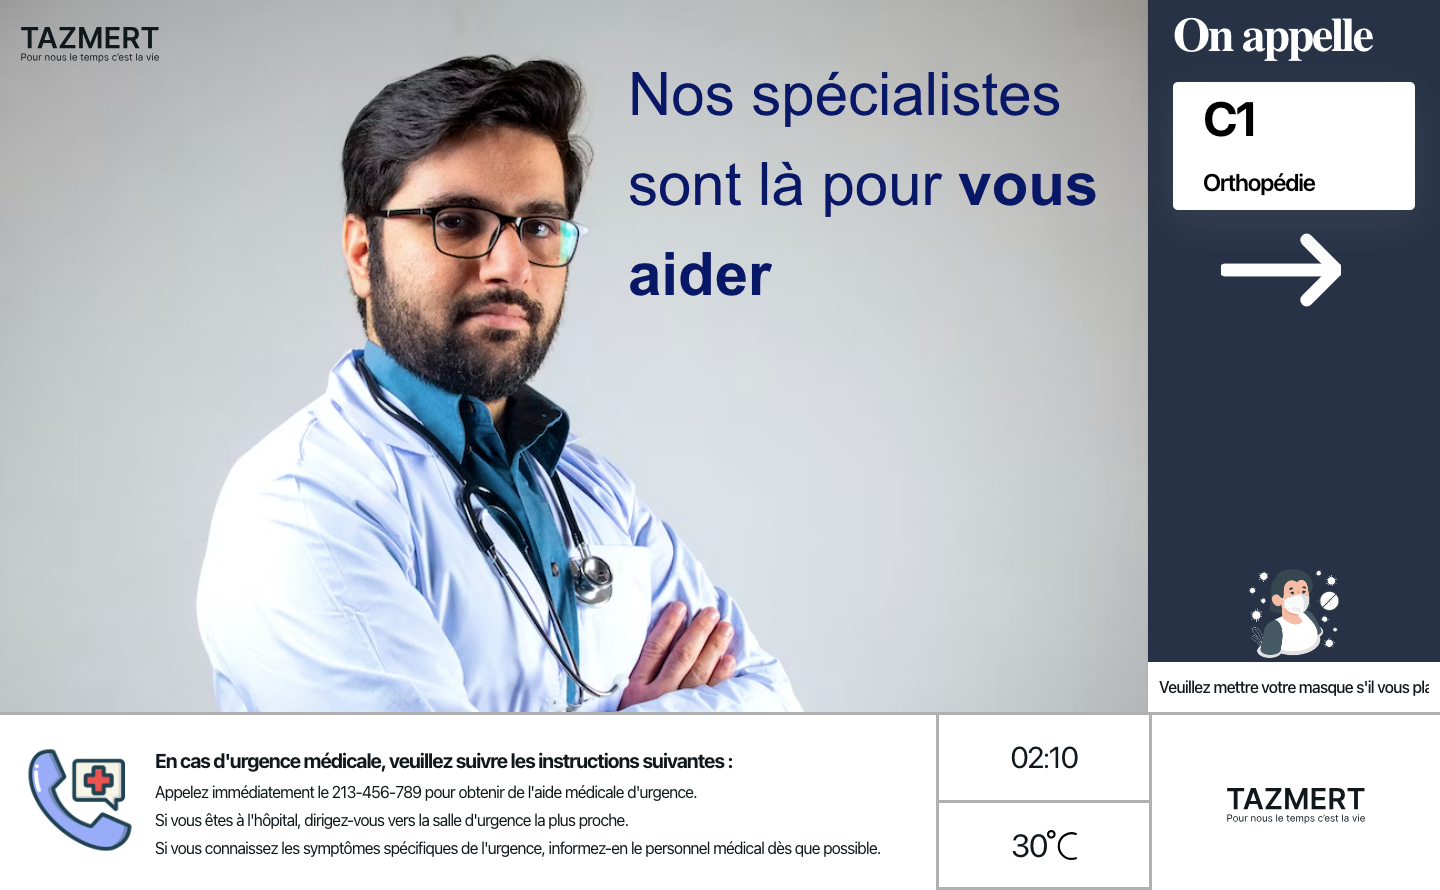 TAZMERT
Pour nous le temps c'est la vie
Nos spécialistes
sont là pour vous
aider
On appelle
C1
Orthopédie
Veuillez mettre votre masque s'il vous pla
En cas d'urgence médicale, veuillez suivre les instructions suivantes :
Appelez immédiatement le 213-456-789 pour obtenir de l'aide médicale d'urgence.
Si vous êtes à l'hôpital, dirigez-vous vers la salle d'urgence la plus proche.
Si vous connaissez les symptômes spécifiques de l'urgence, informez-en le personnel médical dès que possible.
02:10
30°C
TAZMERT
Pour nous le temps c'est la vie